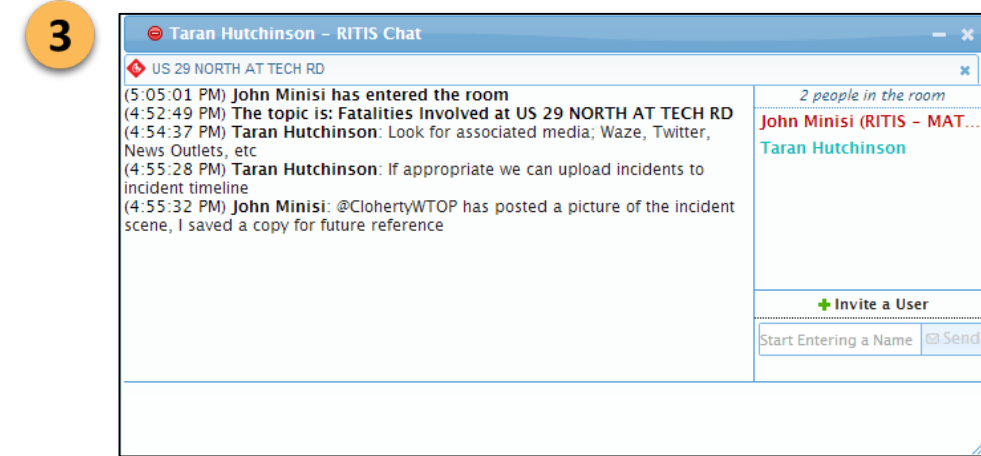 3
Taran Hutchinson – RITIS Chat
US 29 NORTH AT TECH RD
(5:05:01 PM) John Minisi has entered the room
(4:52:49 PM) The topic is: Fatalities Involved at US 29 NORTH AT TECH RD
(4:54:37 PM) Taran Hutchinson: Look for associated media; Waze, Twitter,
News Outlets, etc
(4:55:28 PM) Taran Hutchinson: If appropriate we can upload incidents to
incident timeline
(4:55:32 PM) John Minisi: @ClohertyWTOP has posted a picture of the incident
scene, I saved a copy for future reference
2 people in the room
John Minisi (RITIS – MAT...
Taran Hutchinson
Invite a User
Start Entering a Name
Send